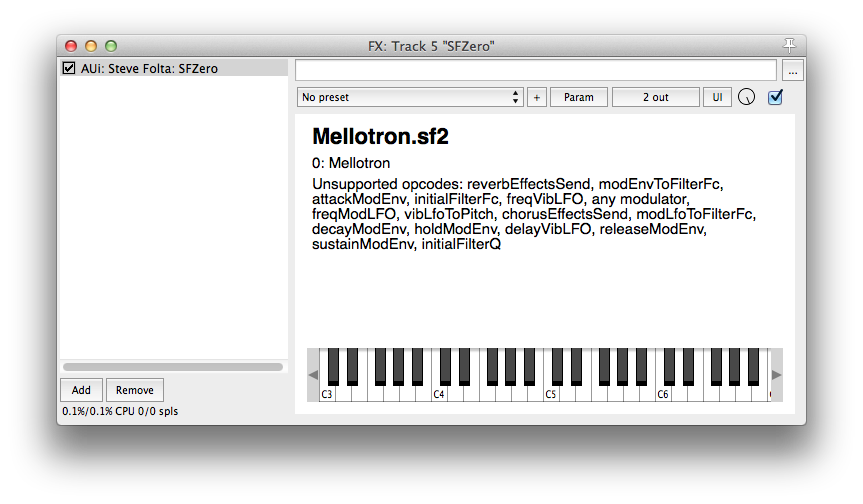 FX: Track 5 "SFZero"
AUi: Steve Folta: SFZero
...
No preset
+
Param
2 out
UI
Mellotron.sf2
0: Mellotron
Unsupported opcodes: reverbEffectsSend, modEnvToFilterFc,
attackModEnv, initialFilterFc, freqVibLFO, any modulator,
freqModLFO, vibLfoToPitch, chorusEffectsSend, modLfoToFilterFc,
decayModEnv, holdModEnv, delayVibLFO, releaseModEnv,
sustainModEnv, initialFilterQ
C3
C4
C5
C6
Add
Remove
0.1%/0.1% CPU 0/0 spls